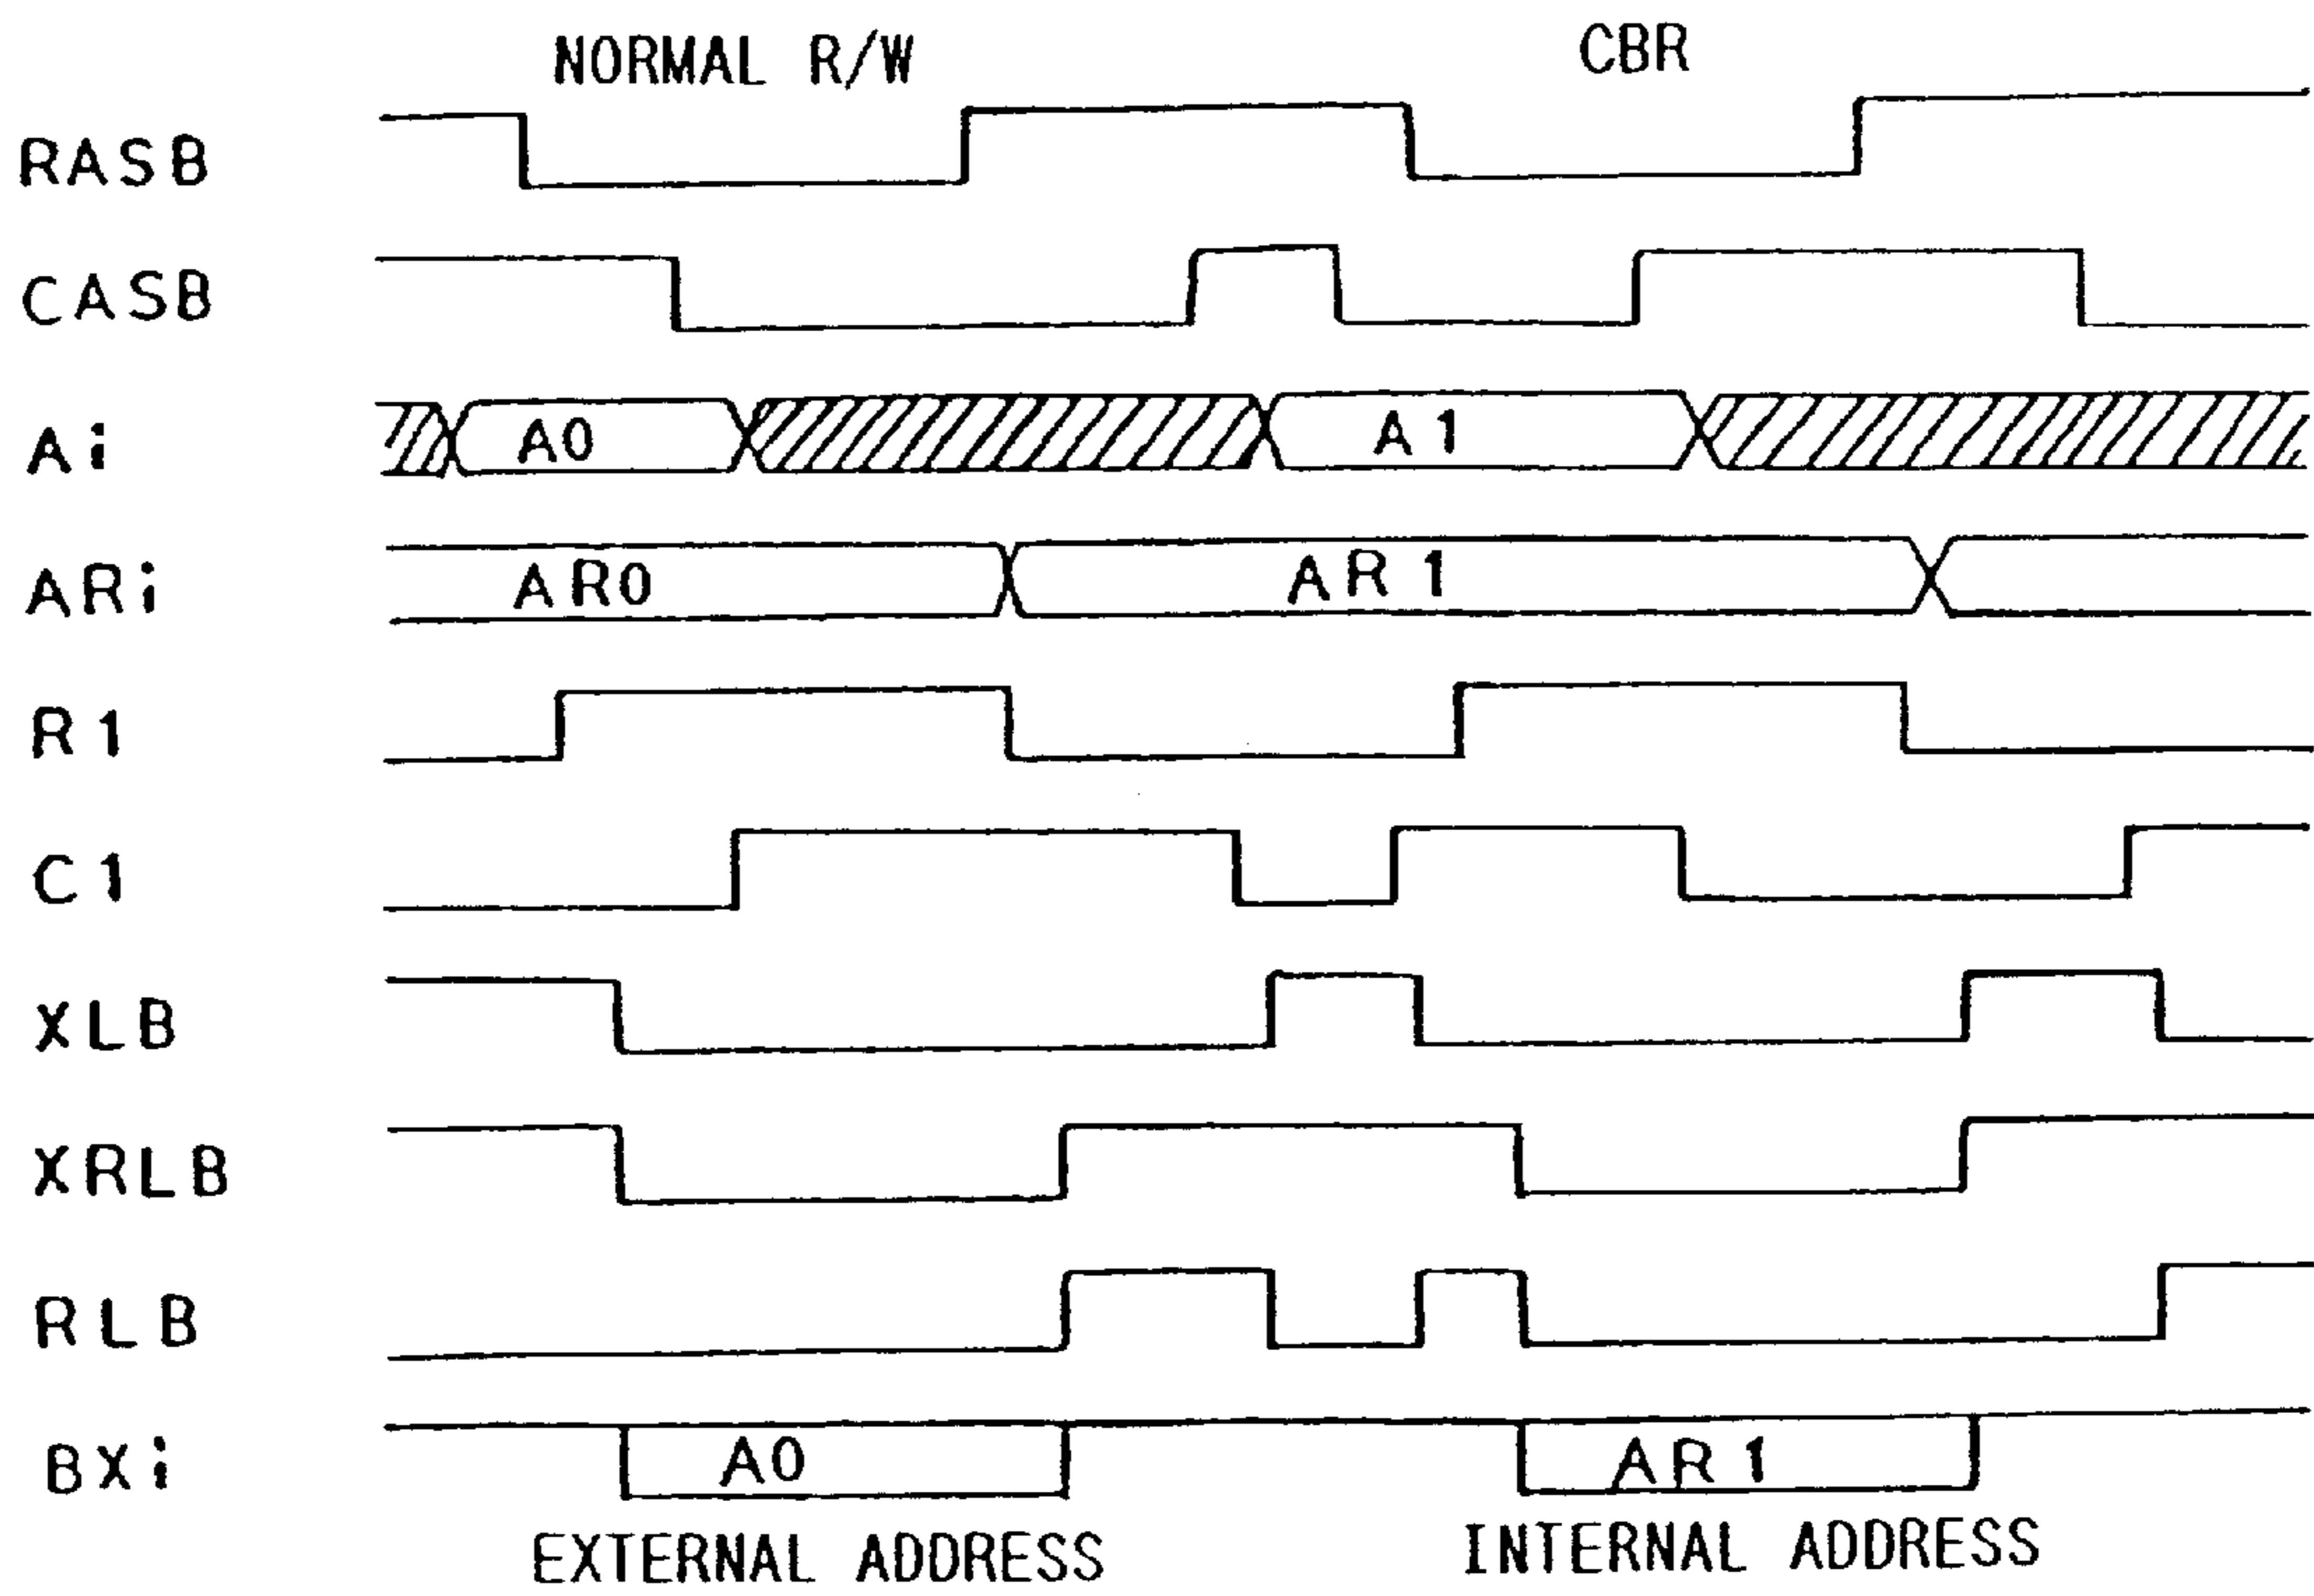 NORMAL R/W CBR
RASB
CASB
Ai A0 A1
ARi AR0 AR1
R1
C1
XLB
XRLB
RLB
BXi A0 AR1
EXTERNAL ADDRESS INTERNAL ADDRESS